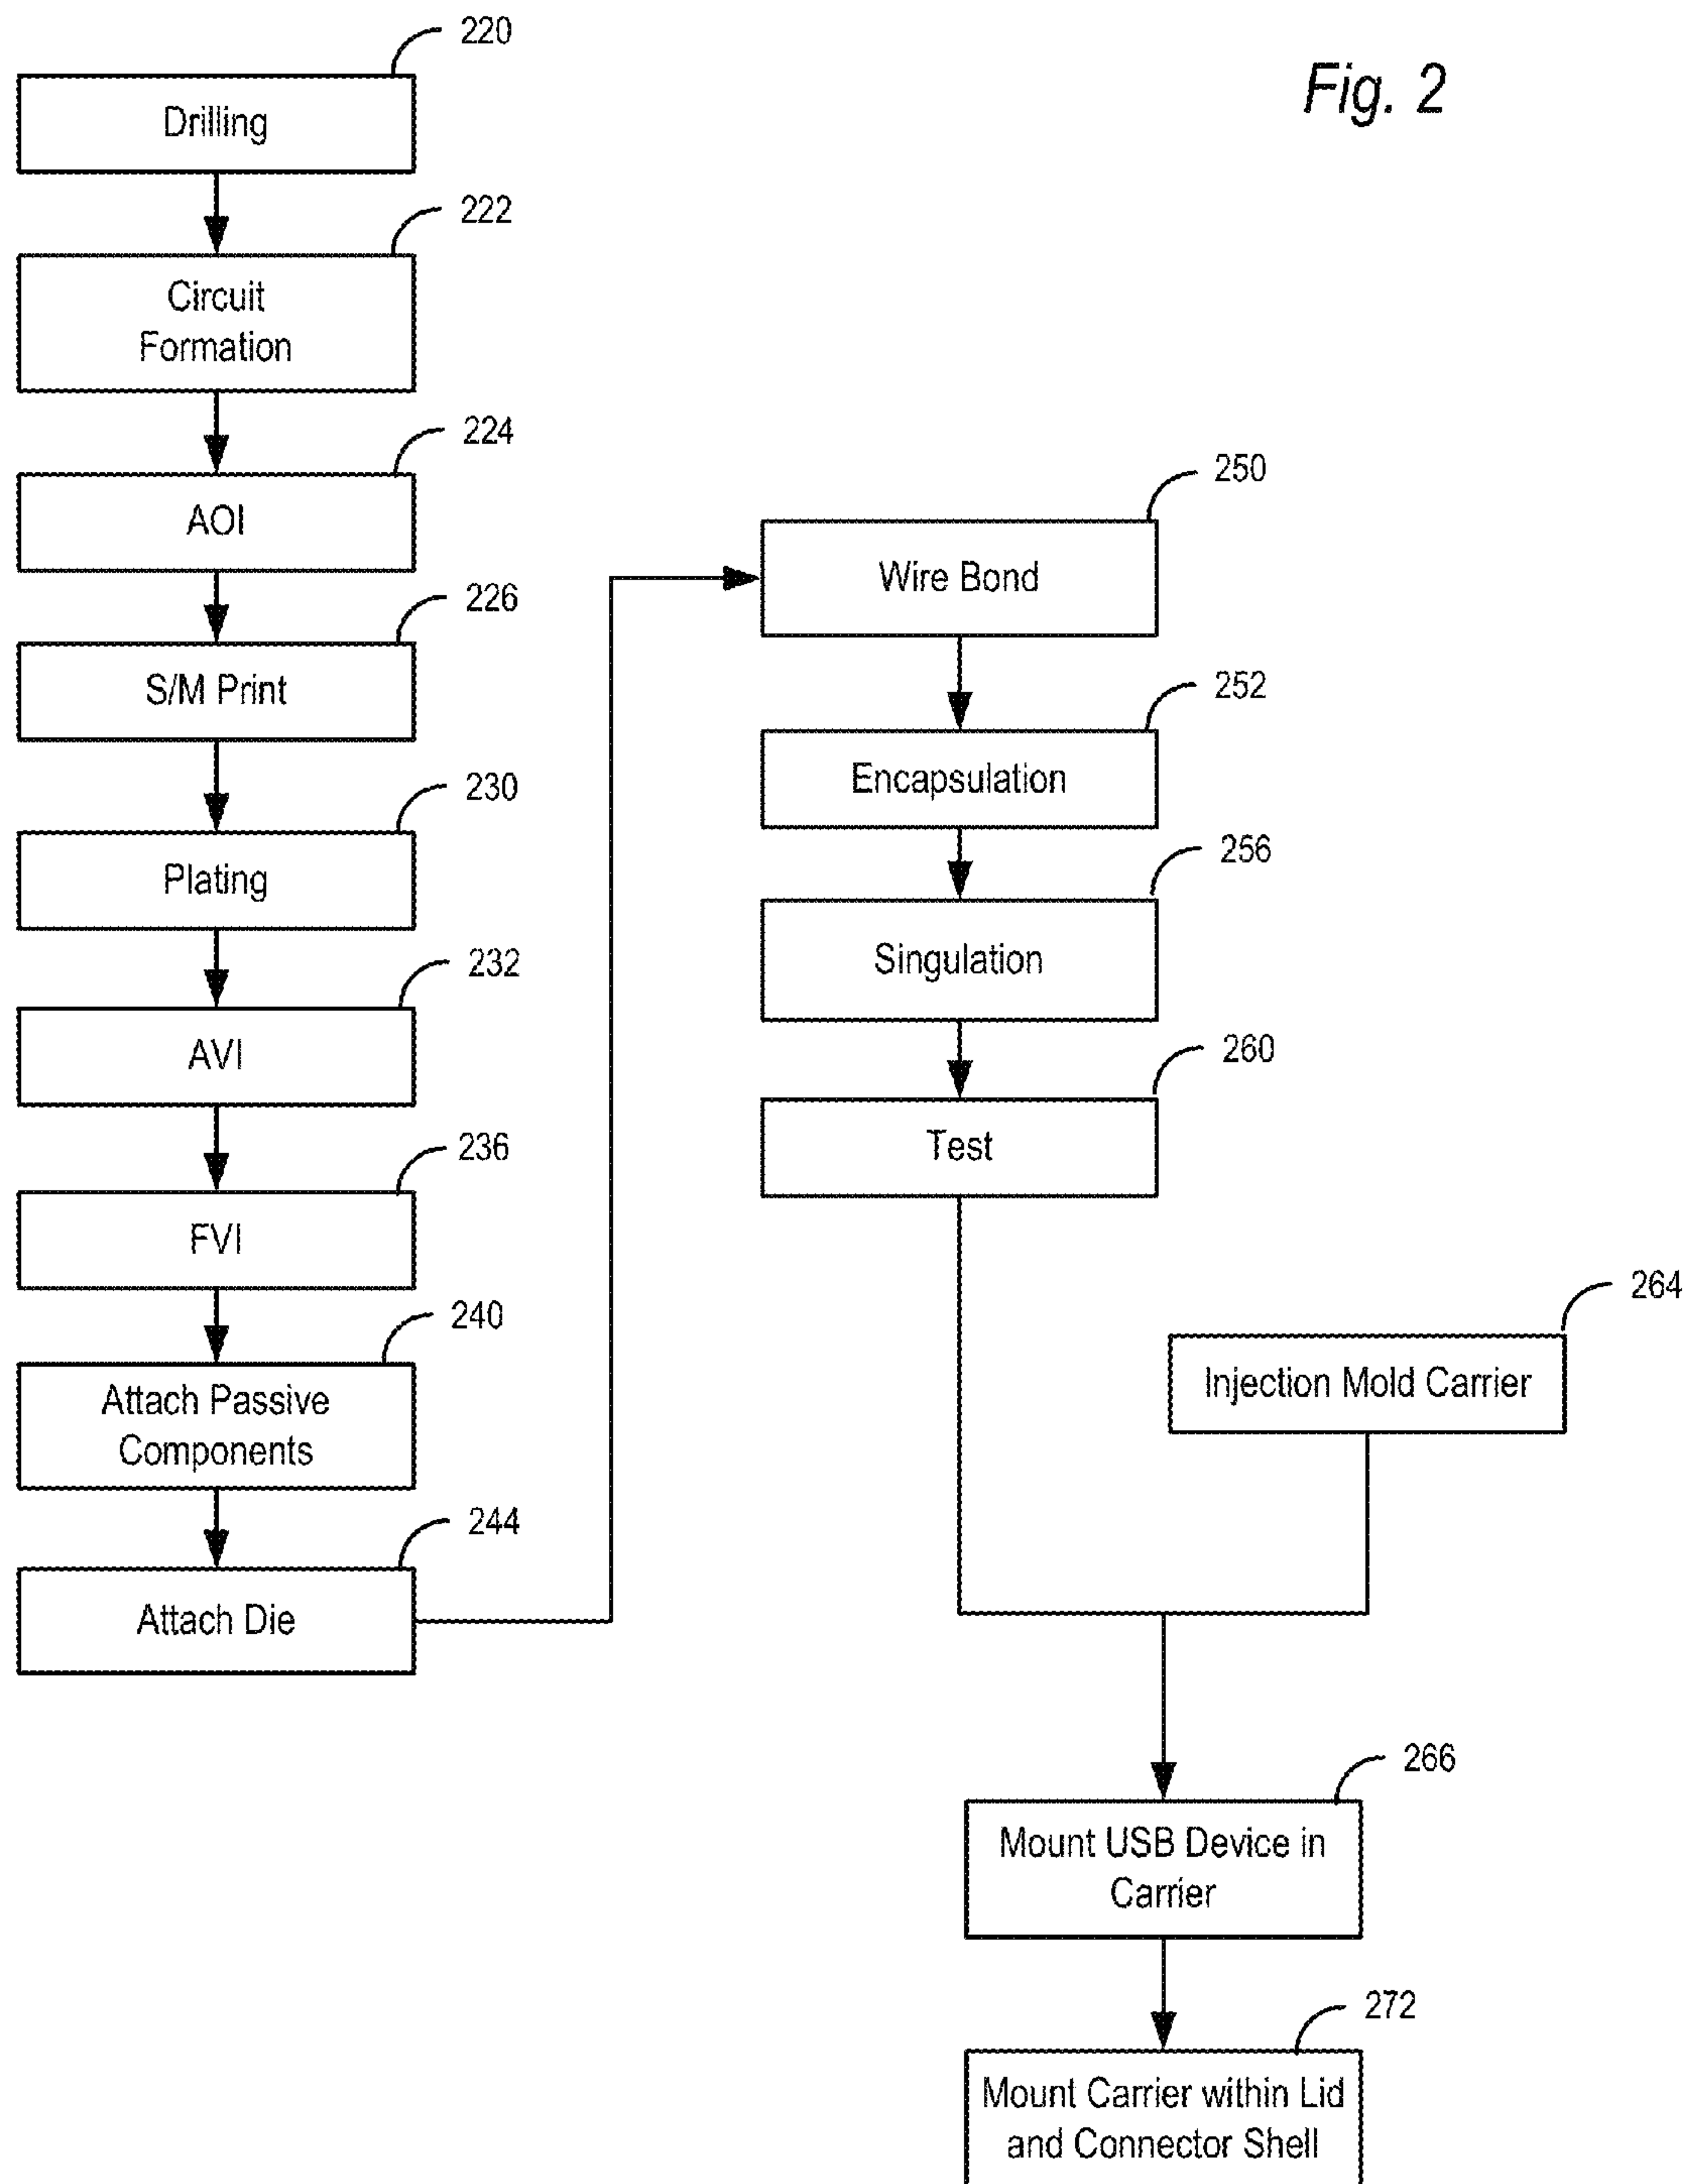 Fig. 2
220
Drilling
222
Circuit
Formation
224
AOI
226
S/M Print
230
Plating
232
AVI
236
FVI
240
Attach Passive
Components
244
Attach Die
250
Wire Bond
252
Encapsulation
256
Singulation
260
Test
264
Injection Mold Carrier
266
Mount USB Device in
Carrier
272
Mount Carrier within Lid
and Connector Shell